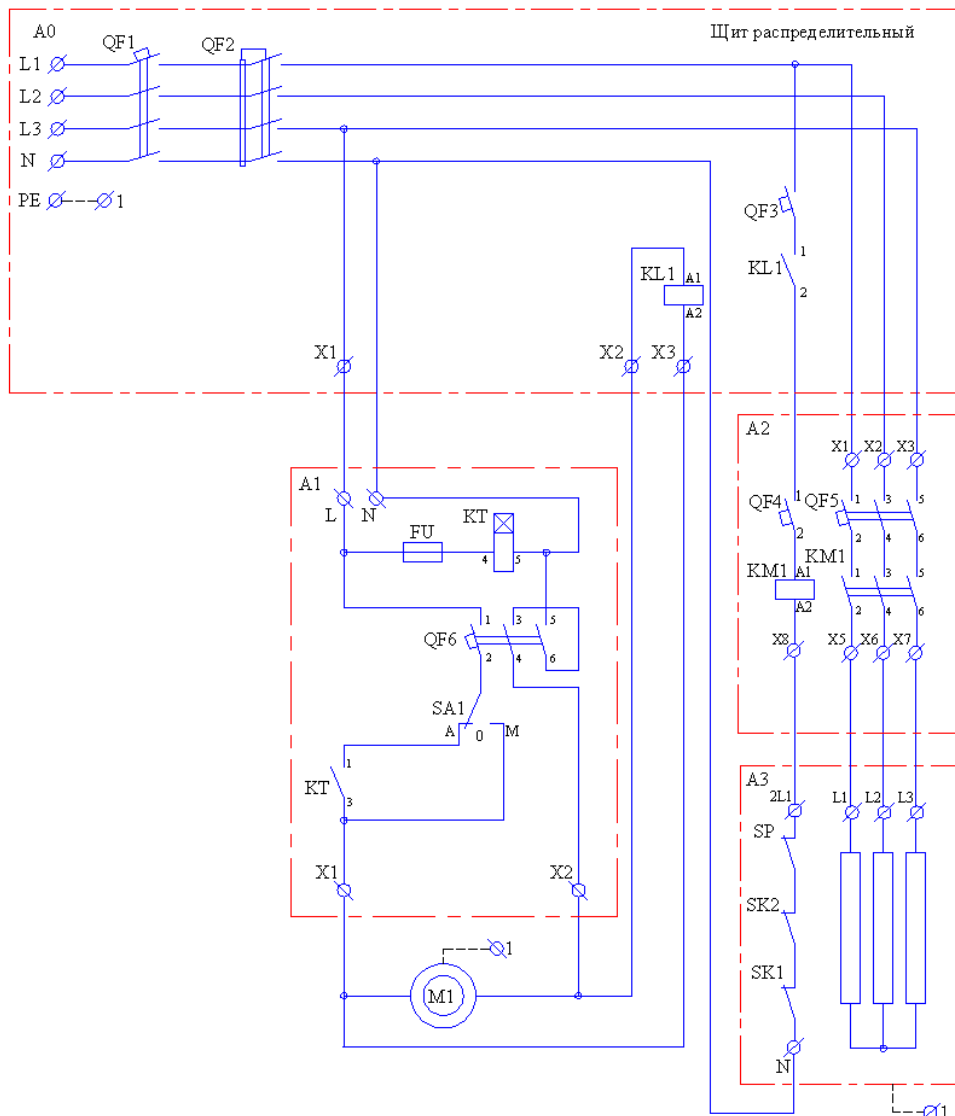 A0
QF1
QF2
Щит распределительный
L1
L2
L3
N
PE
1
QF3
KL1
1
2
KL1
A1
A2
X1
X2
X3
A2
X1
X2
X3
A1
L
N
KT
FU
4
5
QF4
1
2
QF5
1
3
5
2
4
6
KM1
KM1
A1
A2
1
3
5
2
4
6
QF6
1
3
5
2
4
6
X8
X5
X6
X7
SA1
A
0
M
KT
1
3
A3
2L1
L1
L2
L3
SP
X1
X2
SK2
1
SK1
M1
N
1